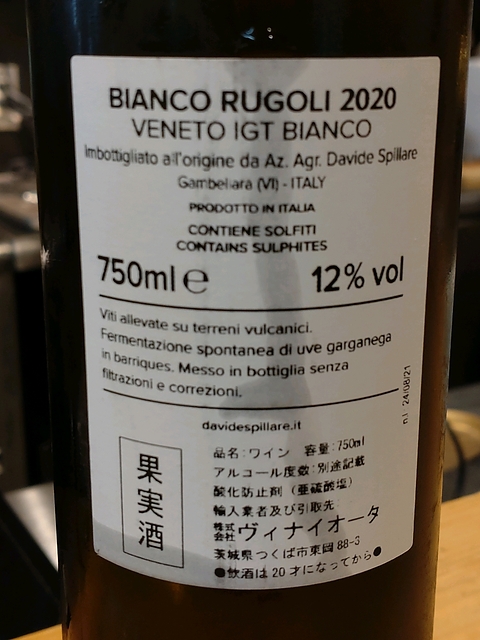 BIANCO RUGOLI 2020
VENETO IGT BIANCO
Imbottigliato all'origine da Az. Agr. Davide Spillare
Gambellara (VI) - ITALY
PRODOTTO IN ITALIA
CONTIENE SOLFITI
CONTAINS SULPHITES
750ml ℮ 12% vol
Viti allevate su terreni vulcanici.
Fermentazione spontanea di uve garganega
in barriques. Messo in bottiglia senza
filtrazioni e correzioni.
n.l 24/08/21
davidespillare.it
果実酒
品名:ワイン 容量:750ml
アルコール度数:別途記載
酸化防止剤(亜硫酸塩)
輸入業者及び引取先:
株式会社ヴィナイオータ
茨城県つくば市東岡 88-3
●飲酒は20才になってから●